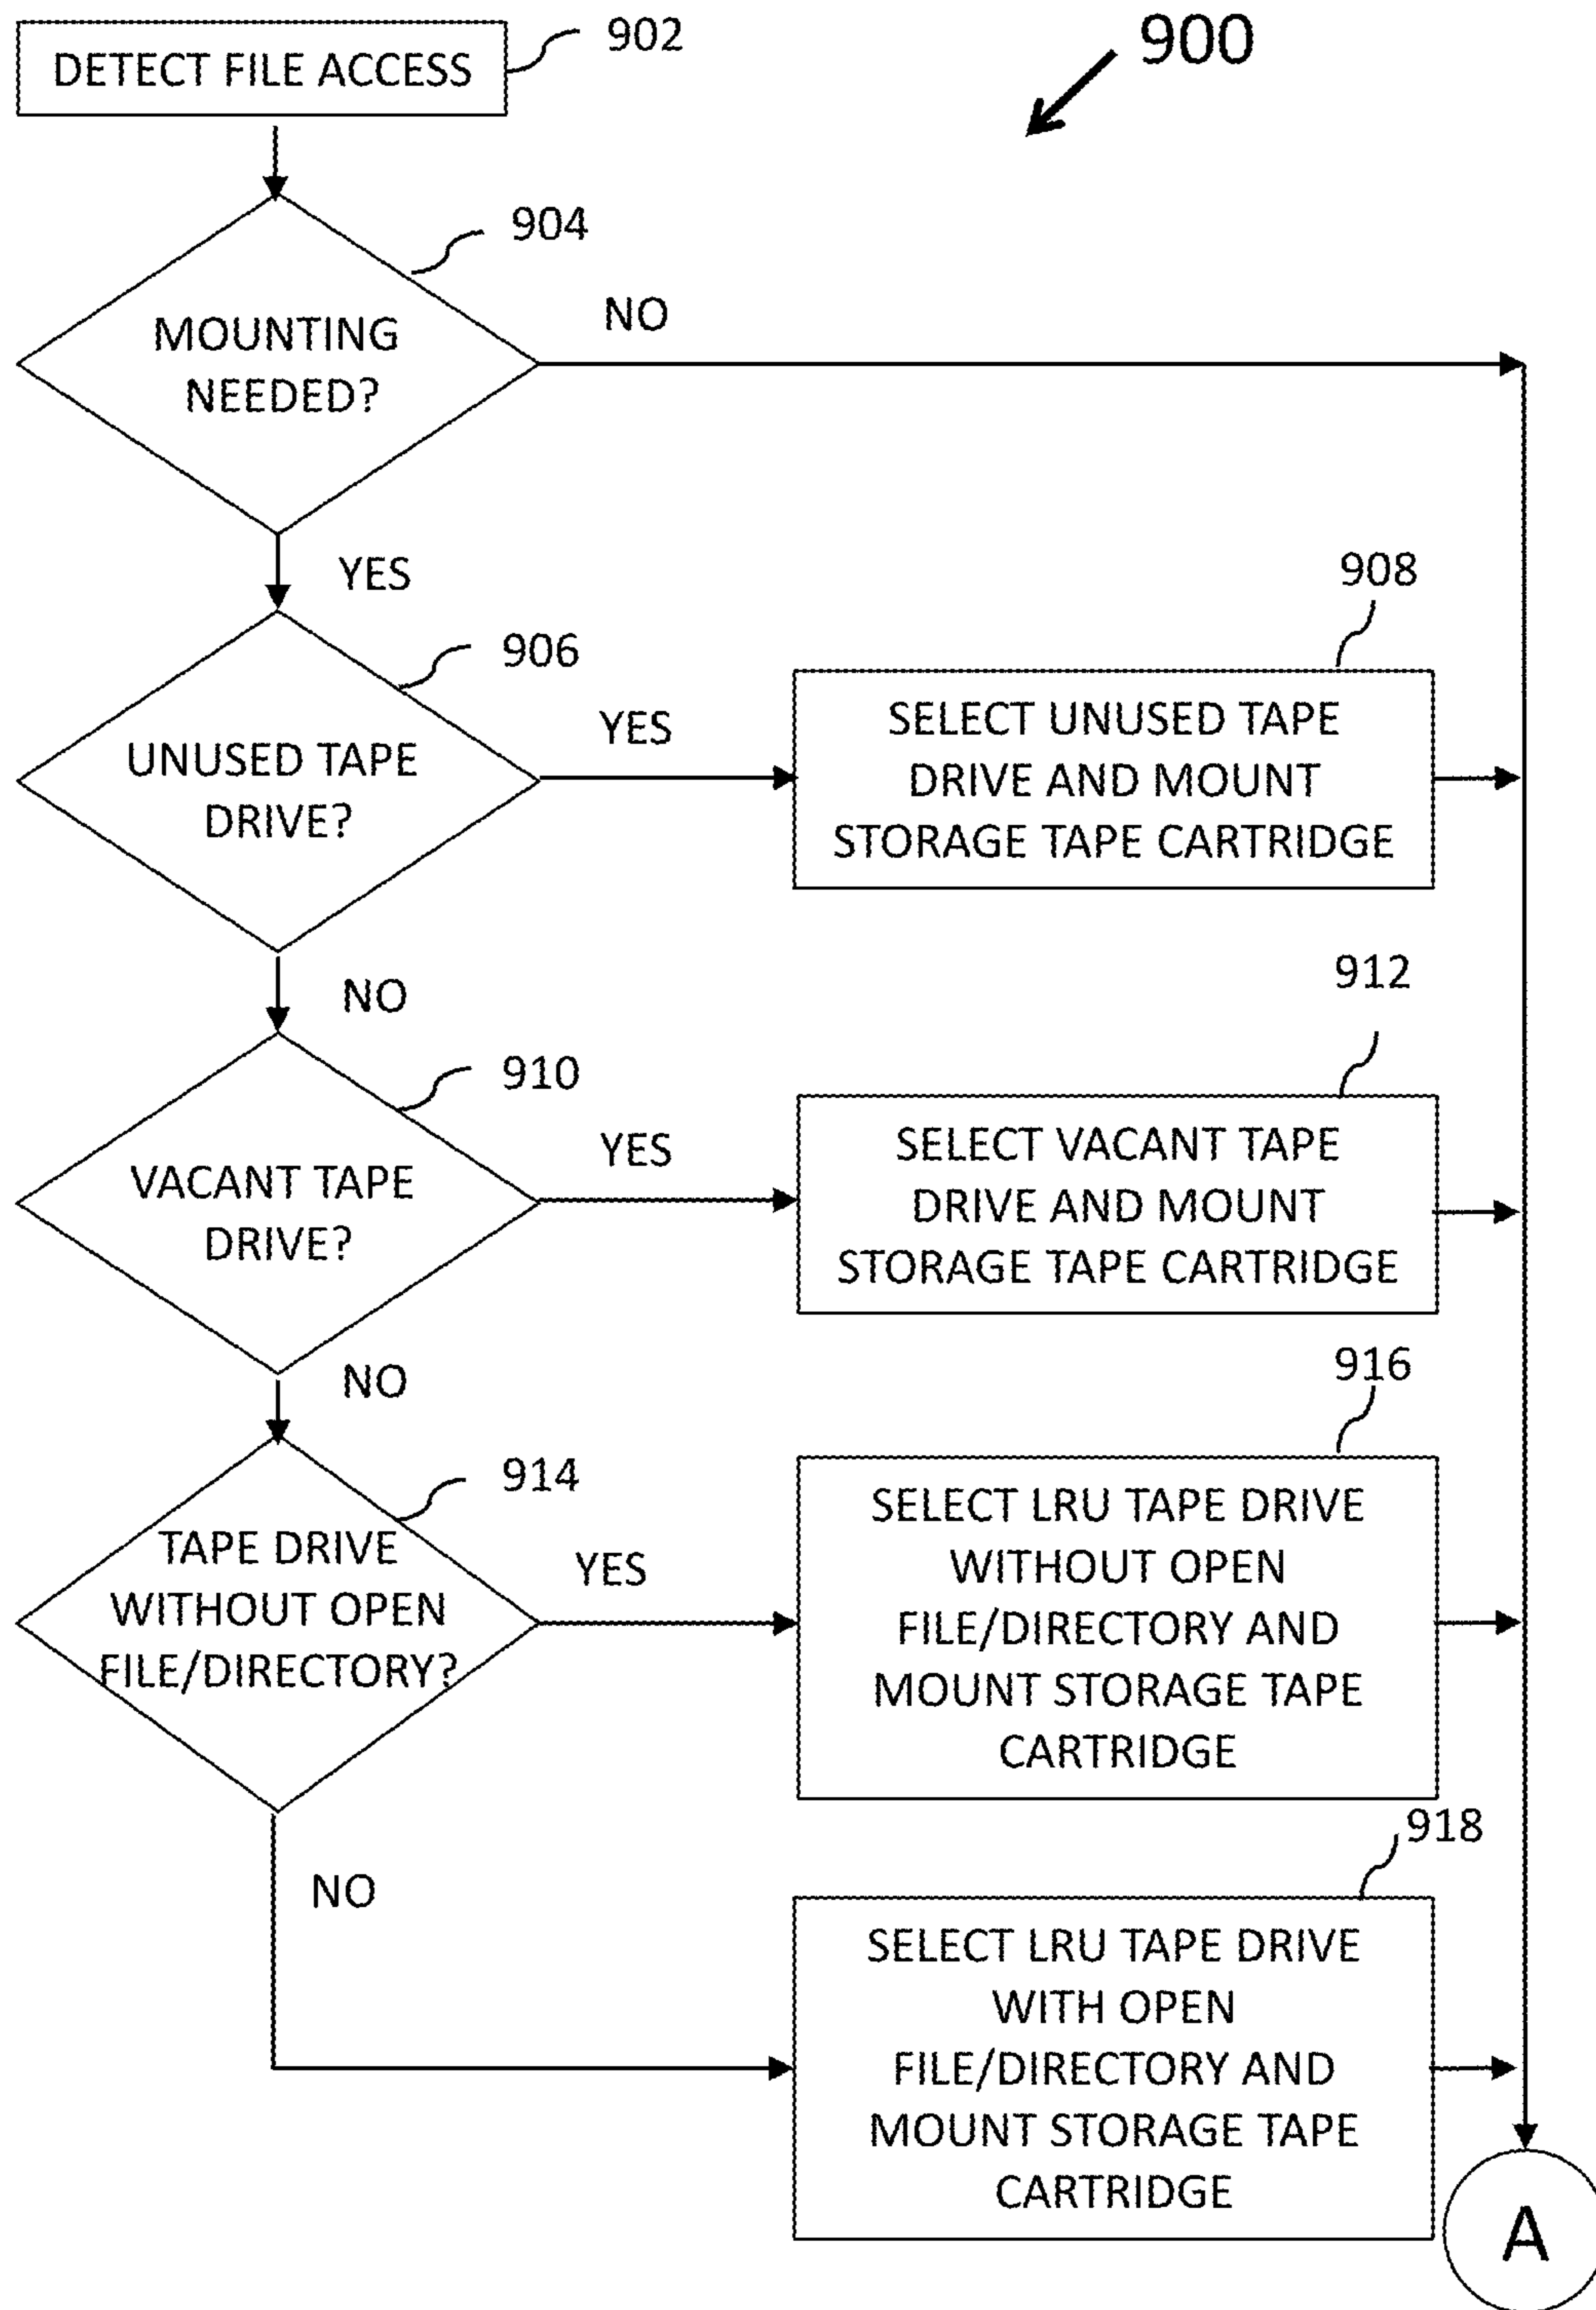 900
DETECT FILE ACCESS
902
904
MOUNTING
NEEDED?
NO
YES
906
UNUSED TAPE
DRIVE?
YES
908
SELECT UNUSED TAPE
DRIVE AND MOUNT
STORAGE TAPE CARTRIDGE
NO
910
VACANT TAPE
DRIVE?
YES
912
SELECT VACANT TAPE
DRIVE AND MOUNT
STORAGE TAPE CARTRIDGE
NO
914
TAPE DRIVE
WITHOUT OPEN
FILE/DIRECTORY?
YES
916
SELECT LRU TAPE DRIVE
WITHOUT OPEN
FILE/DIRECTORY AND
MOUNT STORAGE TAPE
CARTRIDGE
NO
918
SELECT LRU TAPE DRIVE
WITH OPEN
FILE/DIRECTORY AND
MOUNT STORAGE TAPE
CARTRIDGE
A